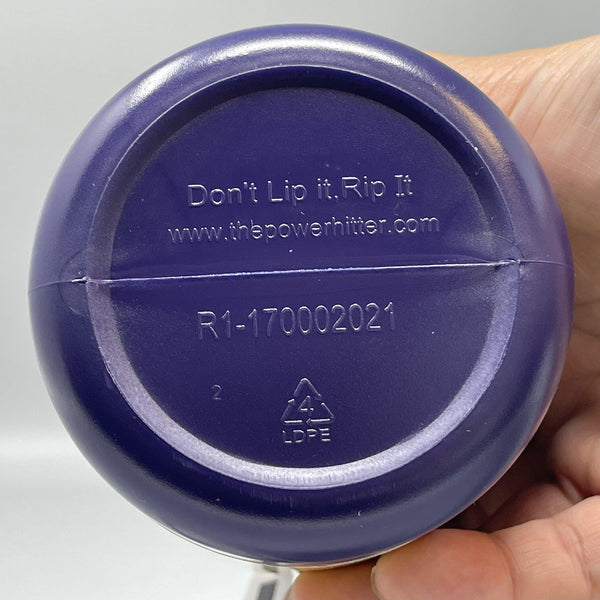 Don't Lip it. Rip It
www.thepowerhitter.com
R1-170002021
2
4
LDPE